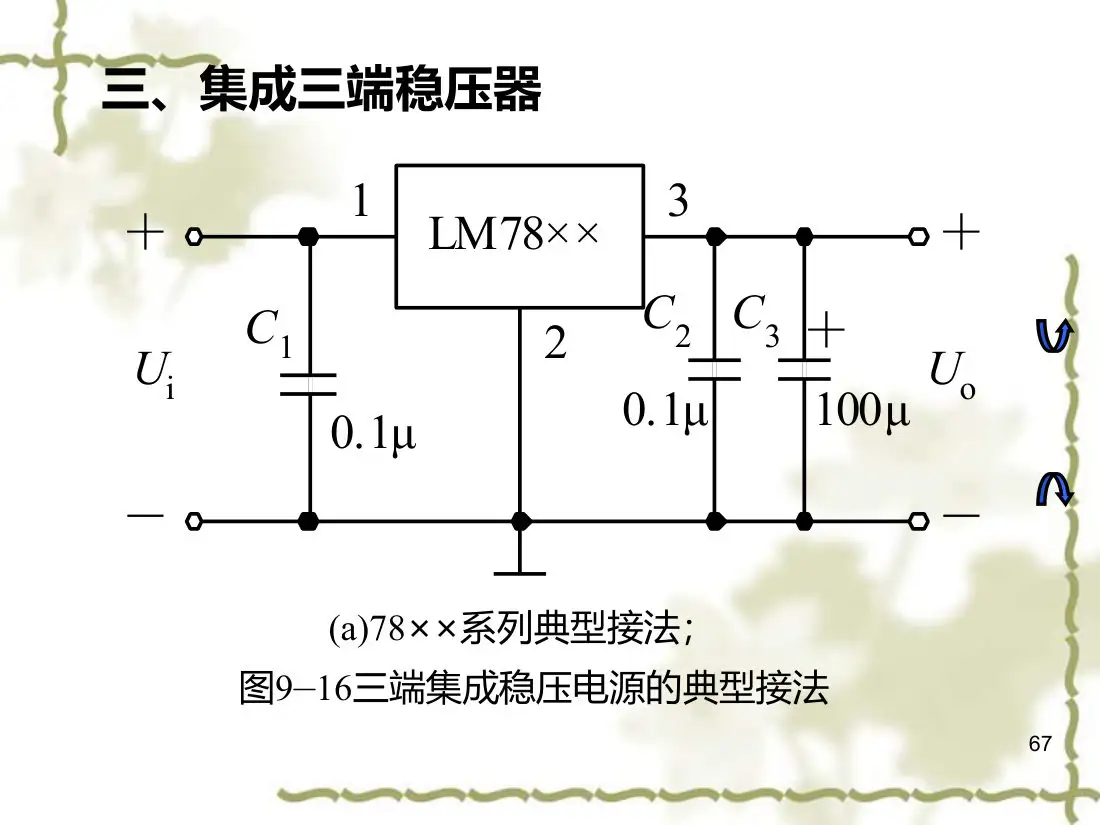 三、集成三端稳压器
1
3
+
LM78××
+
C1
2
C2
C3
+
Ui
Uo
0.1μ
0.1μ
100μ
−
−
(a)78××系列典型接法；
图9–16三端集成稳压电源的典型接法
67